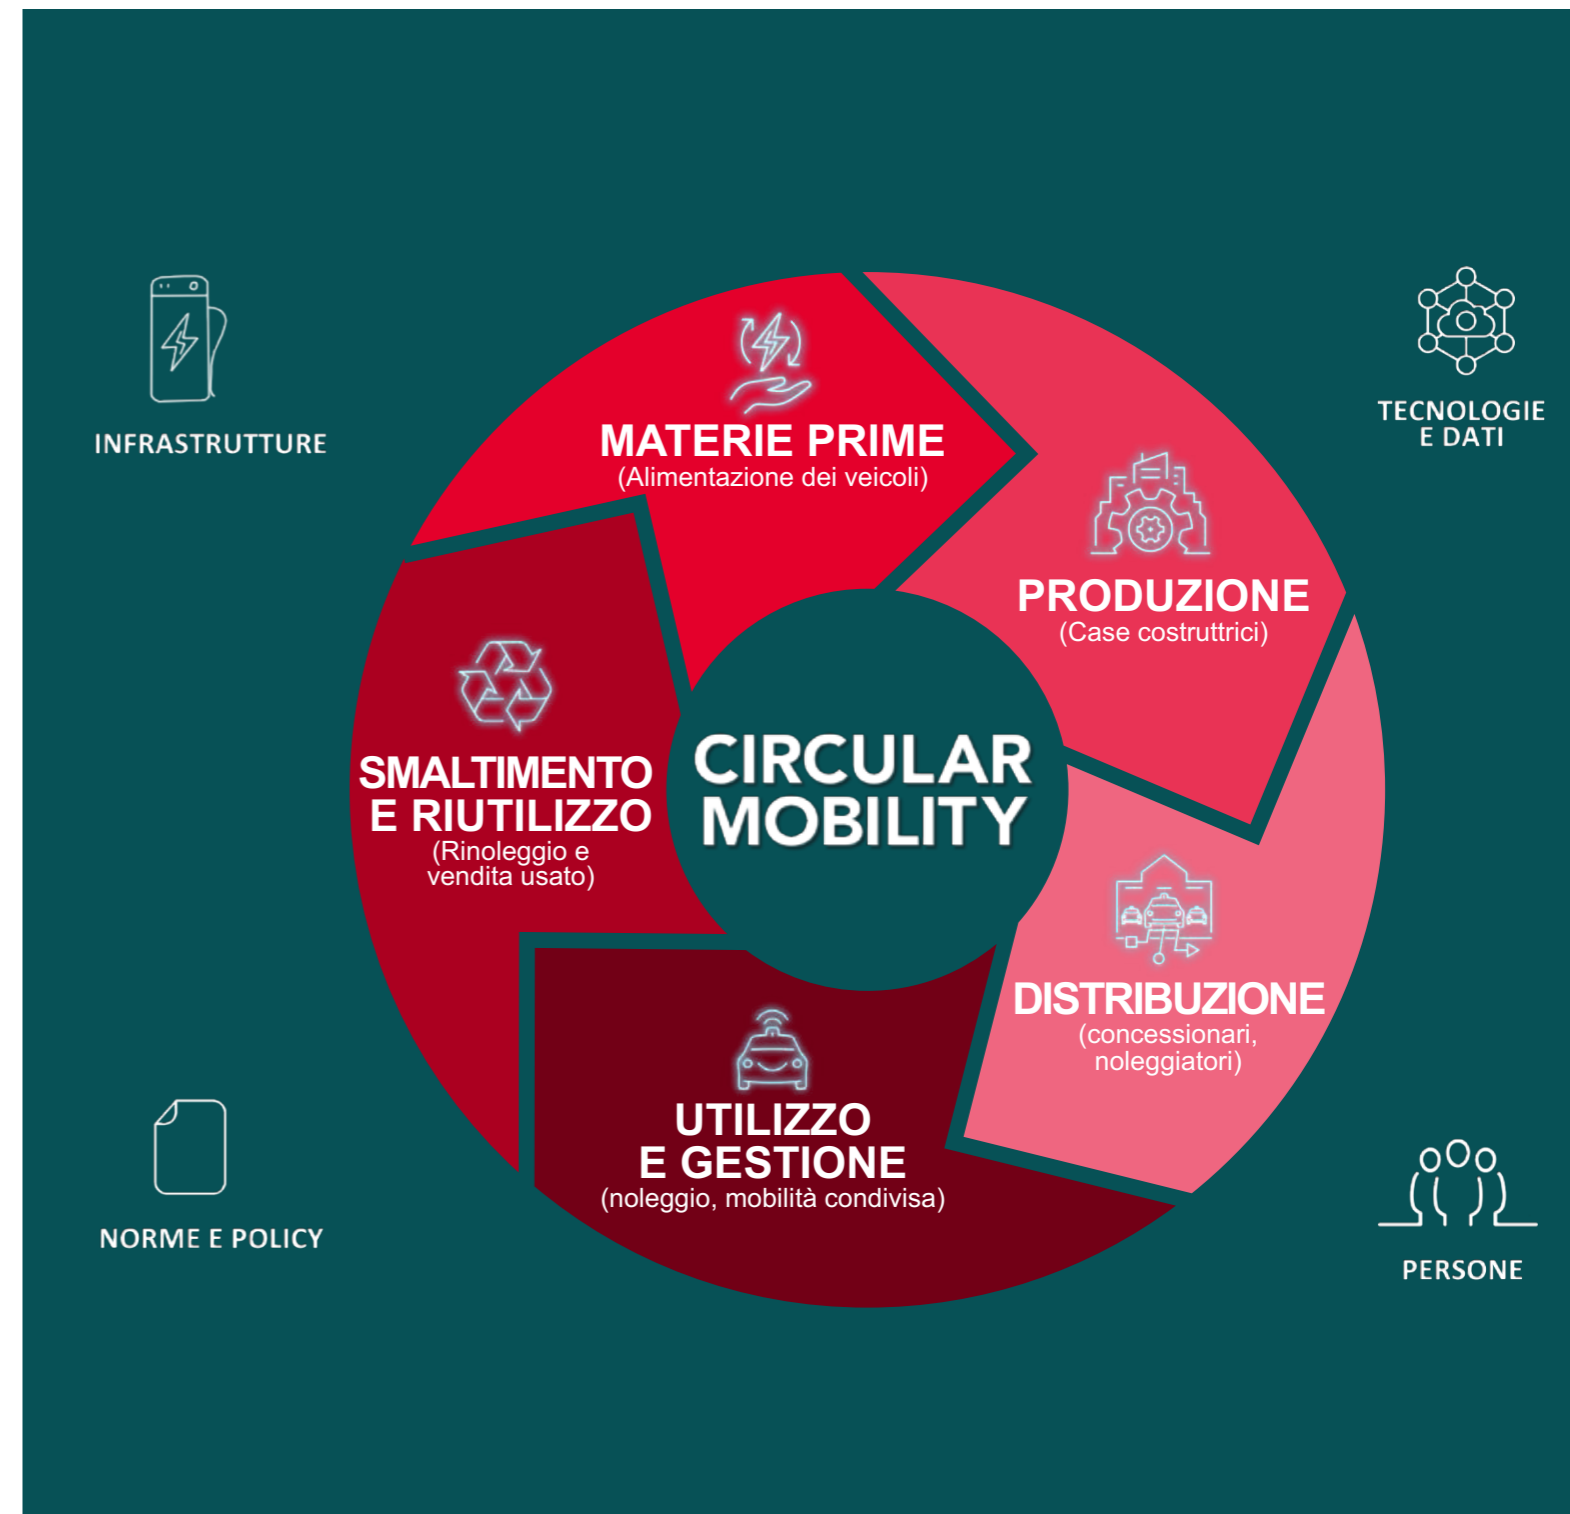 INFRASTRUTTURE
TECNOLOGIE
E DATI
MATERIE PRIME
(Alimentazione dei veicoli)
PRODUZIONE
(Case costruttrici)
DISTRIBUZIONE
(concessionari,
noleggiatori)
UTILIZZO
E GESTIONE
(noleggio, mobilità condivisa)
SMALTIMENTO
E RIUTILIZZO
(Rinoleggio e
vendita usato)
CIRCULAR
MOBILITY
NORME E POLICY
PERSONE